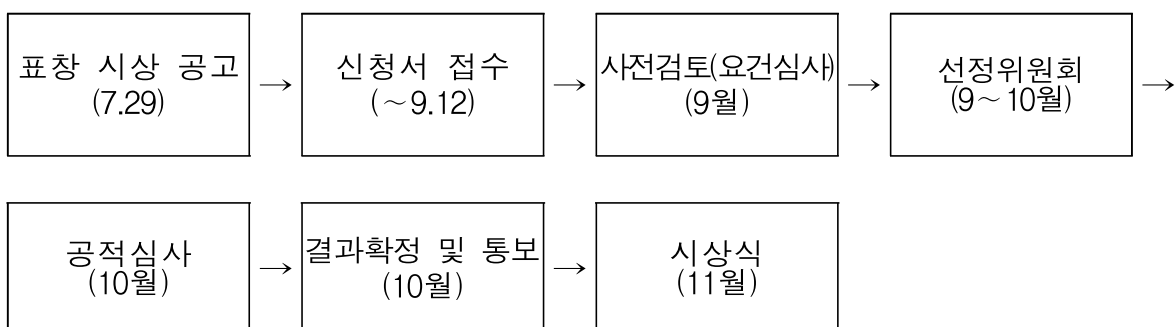 표창 시상 공고
(7.29)
→
신청서 접수
(～9.12)
→
사전검토(요건심사)
(9월)
→
선정위원회
(9～10월)
→
공적심사
(10월)
→
결과확정 및 통보
(10월)
→
시상식
(11월)